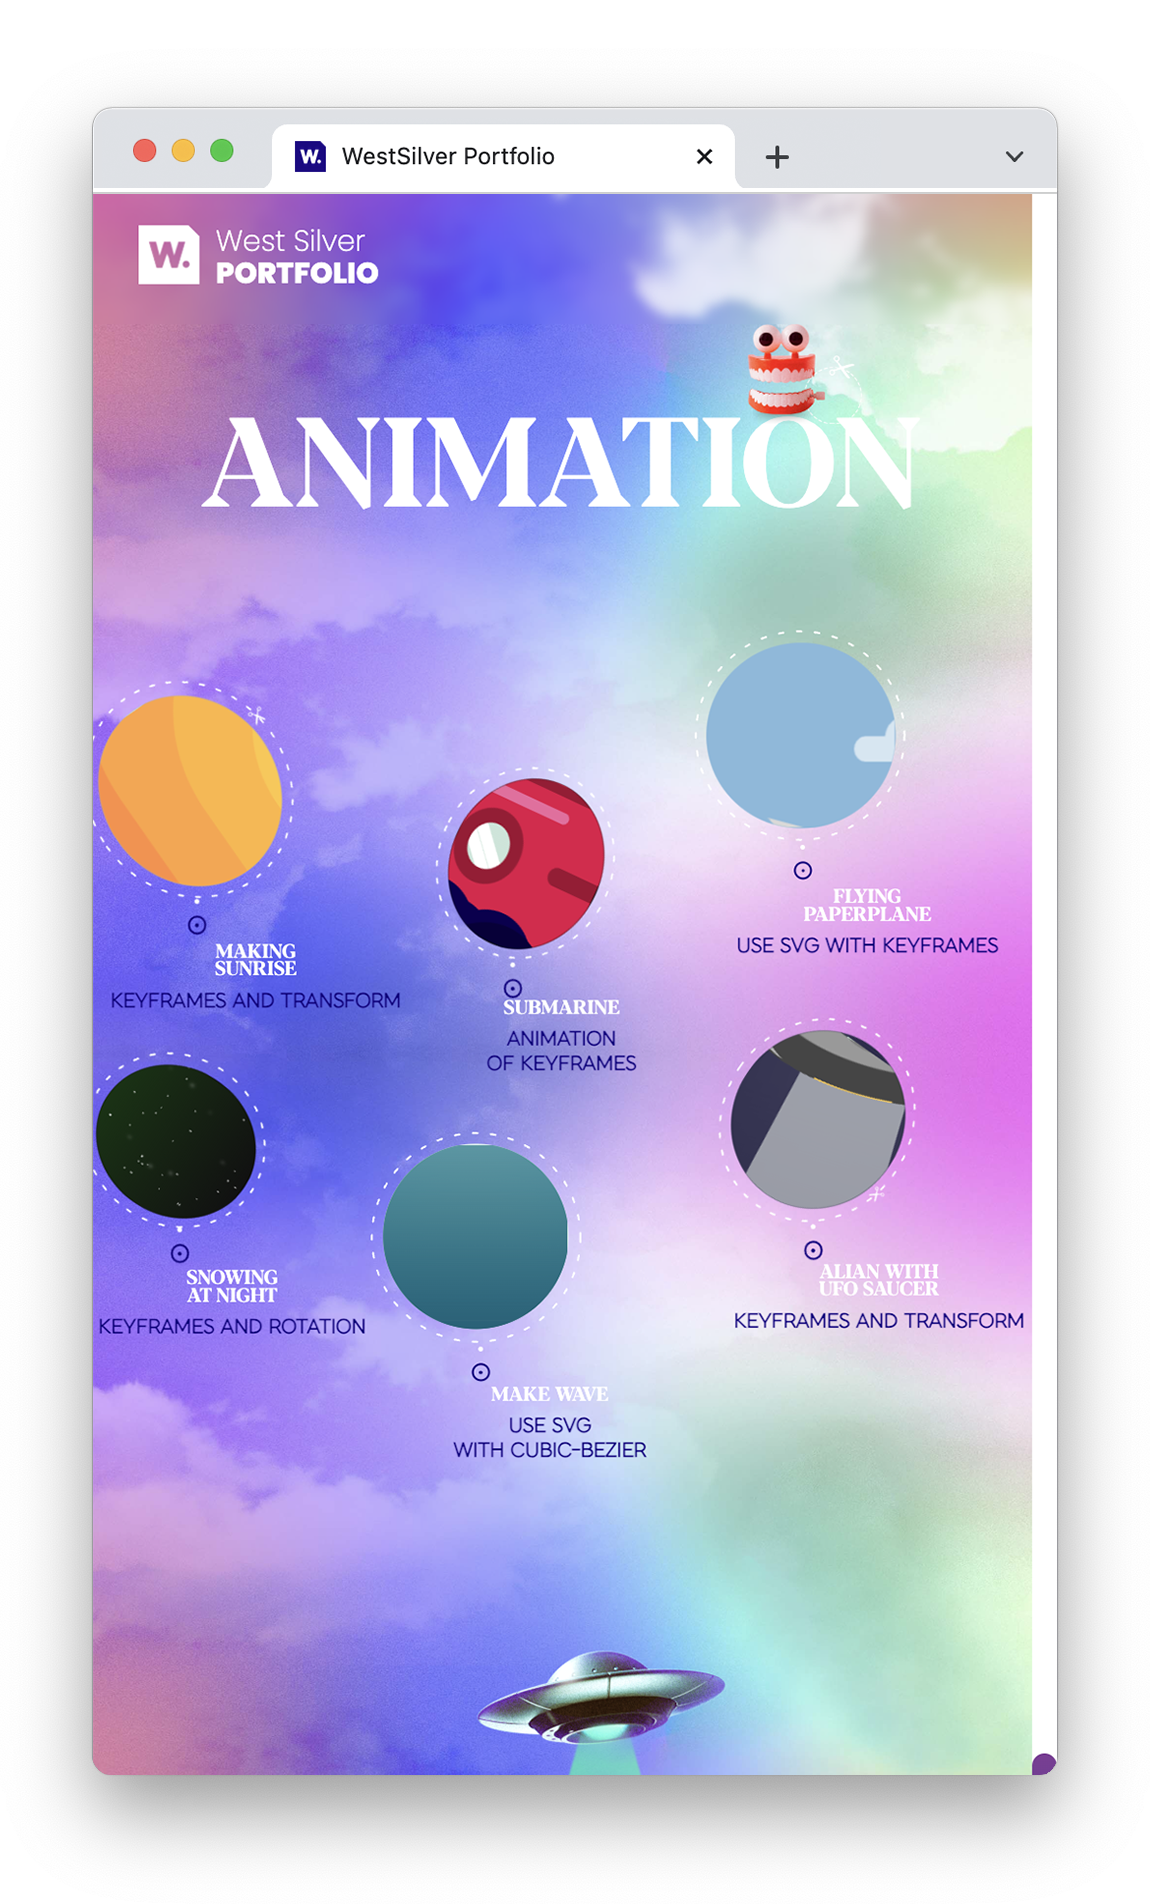 W. WestSilver Portfolio
W. West Silver
PORTFOLIO
ANIMATION
MAKING
SUNRISE
KEYFRAMES AND TRANSFORM
SUBMARINE
ANIMATION
OF KEYFRAMES
FLYING
PAPERPLANE
USE SVG WITH KEYFRAMES
SNOWING
AT NIGHT
KEYFRAMES AND ROTATION
MAKE WAVE
USE SVG
WITH CUBIC-BEZIER
ALIAN WITH
UFO SAUCER
KEYFRAMES AND TRANSFORM